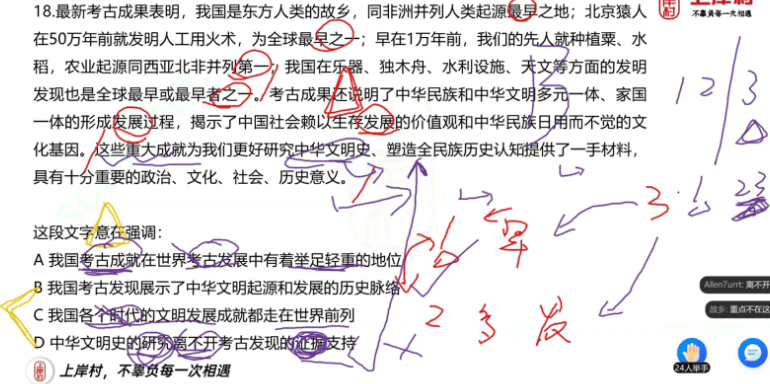 18.最新考古成果表明，我国是东方人类的故乡，同非洲并列人类起源最早之地；北京猿人
在50万年前就发明人工用火术，为全球最早之一；早在1万年前，我们的先人就种植粟、水
稻，农业起源同西亚北非并列第一；我国在乐器、独木舟、水利设施、天文等方面的发明
发现也是全球最早或最早者之一。考古成果还说明了中华民族和中华文明多元一体、家国
一体的形成发展过程，揭示了中国社会赖以生存发展的价值观和中华民族日用而不觉的文
化基因。这些重大成就为我们更好研究中华文明史、塑造全民族历史认知提供了一手材料，
具有十分重要的政治、文化、社会、历史意义。
1 2 3
早
2 多 发
这段文字意在强调：
A 我国考古成就在世界考古发展中有着举足轻重的地位
B 我国考古发现展示了中华文明起源和发展的历史脉络
C 我国各个时代的文明发展成就都走在世界前列
D 中华文明史的研究离不开考古发现的证据支持
Allen7urrt: 离不开
故乡: 重点不在这
24人举手
上岸村
上岸村，不辜负每一次相遇
不辜负每一次相遇